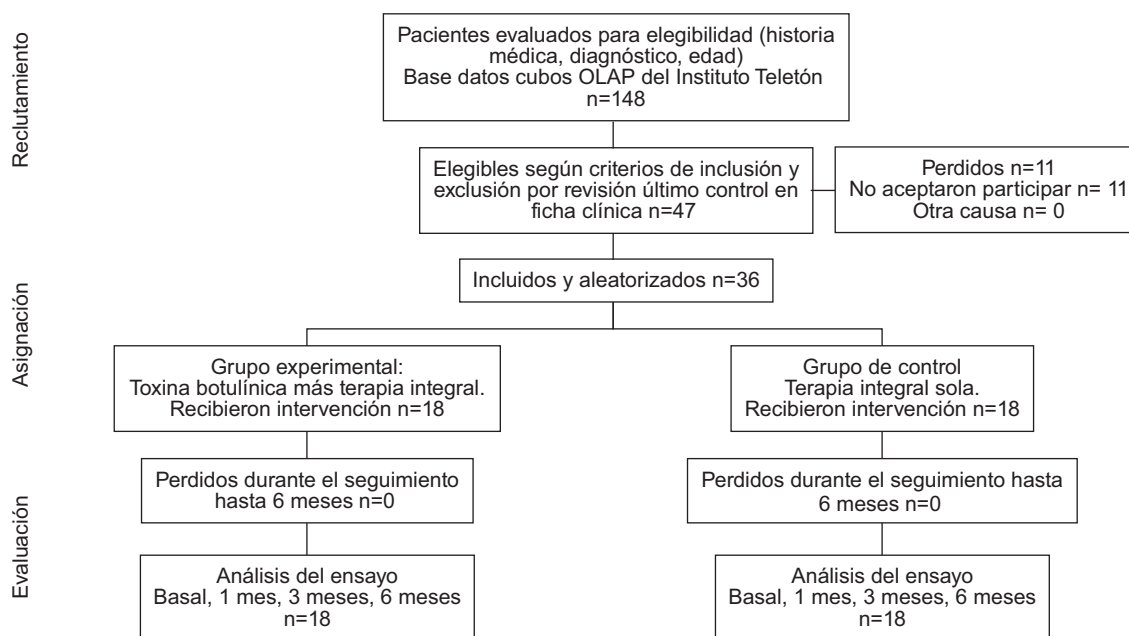 Reclutamiento
Pacientes evaluados para elegibilidad (historia
médica, diagnóstico, edad)
Base datos cubos OLAP del Instituto Teletón
n=148
Elegibles según criterios de inclusión y
exclusión por revisión último control en
ficha clínica n=47
Perdidos n=11
No aceptaron participar n= 11
Otra causa n= 0
Asignación
Incluidos y aleatorizados n=36
Grupo experimental:
Toxina botulínica más terapia integral.
Recibieron intervención n=18
Grupo de control
Terapia integral sola.
Recibieron intervención n=18
Evaluación
Perdidos durante el seguimiento
hasta 6 meses n=0
Perdidos durante el seguimiento hasta
6 meses n=0
Análisis del ensayo
Basal, 1 mes, 3 meses, 6 meses
n=18
Análisis del ensayo
Basal, 1 mes, 3 meses, 6 meses
n=18